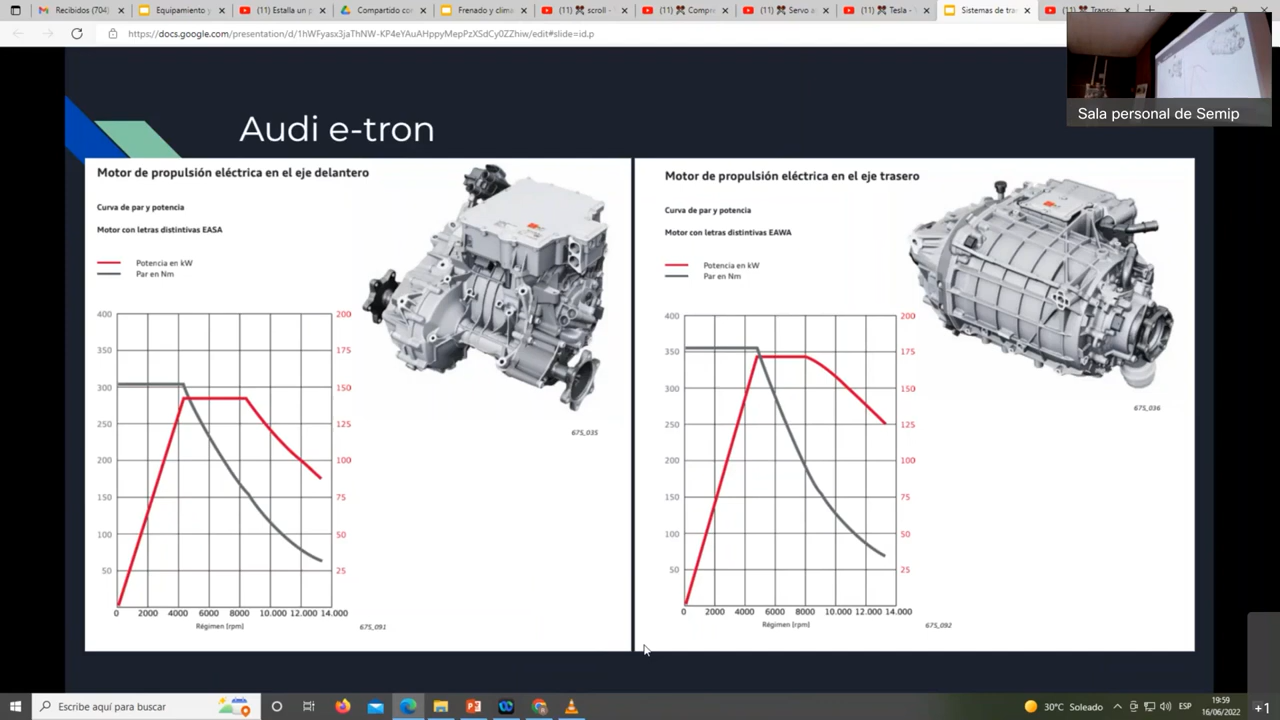 Recibidos (704)
Equipamiento y
(11) Estalla un p
Compartido co
Frenado y clima
(11) scroll -
(11) Compre
(11) Servo a
(11) Tesla -
Sistemas de tra
https://docs.google.com/presentation/d/1hWFyasx3jaThNW-KP4eYAuAHppyMepPzXSdCy0ZZhiw/edit#slide=id.p
Sala personal de Semip
Audi e-tron
Motor de propulsión eléctrica en el eje delantero
Curva de par y potencia
Motor con letras distintivas EASA
Potencia en kW
Par en Nm
400 200
350 175
300 150
250 125
200 100
150 75
100 50
50 25
0 2000 4000 6000 8000 10.000 12.000 14.000
Régimen [rpm]
675_091
675_035
Motor de propulsión eléctrica en el eje trasero
Curva de par y potencia
Motor con letras distintivas EAWA
Potencia en kW
Par en Nm
400 200
350 175
300 150
250 125
200 100
150 75
100 50
50 25
0 2000 4000 6000 8000 10.000 12.000 14.000
Régimen [rpm]
675_092
675_036
Escribe aquí para buscar
30°C Soleado
ESP
19:59
16/06/2022
+1